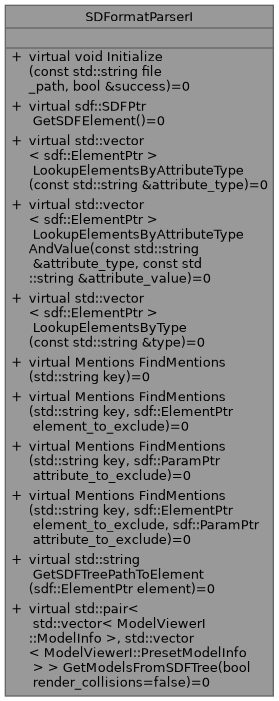 SDFormatParserI
+ virtual void Initialize
(const std::string file
_path, bool &success)=0
+ virtual sdf::SDFPtr
GetSDFElement()=0
+ virtual std::vector
< sdf::ElementPtr >
LookupElementsByAttributeType
(const std::string &attribute_type)=0
+ virtual std::vector
< sdf::ElementPtr >
LookupElementsByAttributeType
AndValue(const std::string
&attribute_type, const std
::string &attribute_value)=0
+ virtual std::vector
< sdf::ElementPtr >
LookupElementsByType
(const std::string &type)=0
+ virtual Mentions FindMentions
(std::string key)=0
+ virtual Mentions FindMentions
(std::string key, sdf::ElementPtr
element_to_exclude)=0
+ virtual Mentions FindMentions
(std::string key, sdf::ParamPtr
attribute_to_exclude)=0
+ virtual Mentions FindMentions
(std::string key, sdf::ElementPtr
element_to_exclude, sdf::ParamPtr
attribute_to_exclude)=0
+ virtual std::string
GetSDFTreePathToElement
(sdf::ElementPtr element)=0
+ virtual std::pair<
std::vector< ModelViewerI
::ModelInfo >, std::vector
< ModelViewerI::PresetModelInfo
> > GetModelsFromSDFTree(bool
render_collisions=false)=0